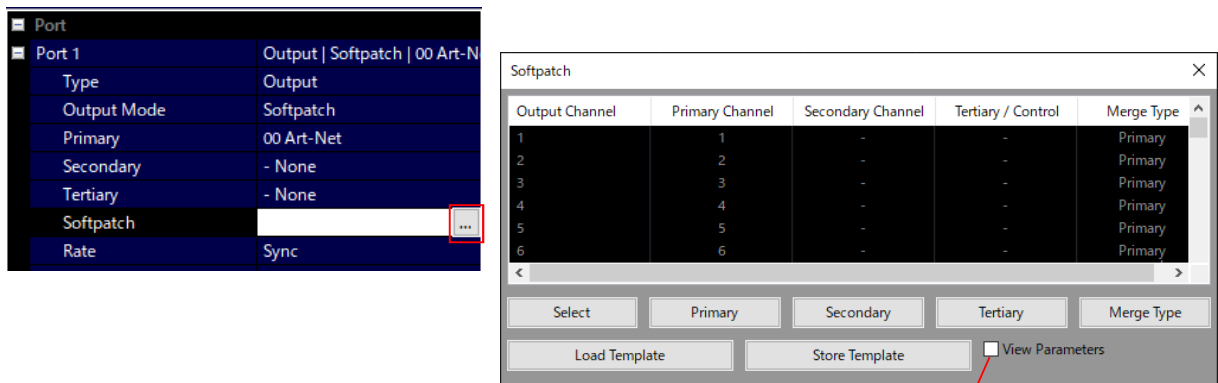 Port
Port 1 Output | Softpatch | 00 Art-N
Type Output
Output Mode Softpatch
Primary 00 Art-Net
Secondary - None
Tertiary - None
Softpatch ...
Rate Sync
Softpatch
Output Channel Primary Channel Secondary Channel Tertiary / Control Merge Type
1 1 - - Primary
2 2 - - Primary
3 3 - - Primary
4 4 - - Primary
5 5 - - Primary
6 6 - - Primary
Select Primary Secondary Tertiary Merge Type
Load Template Store Template View Parameters